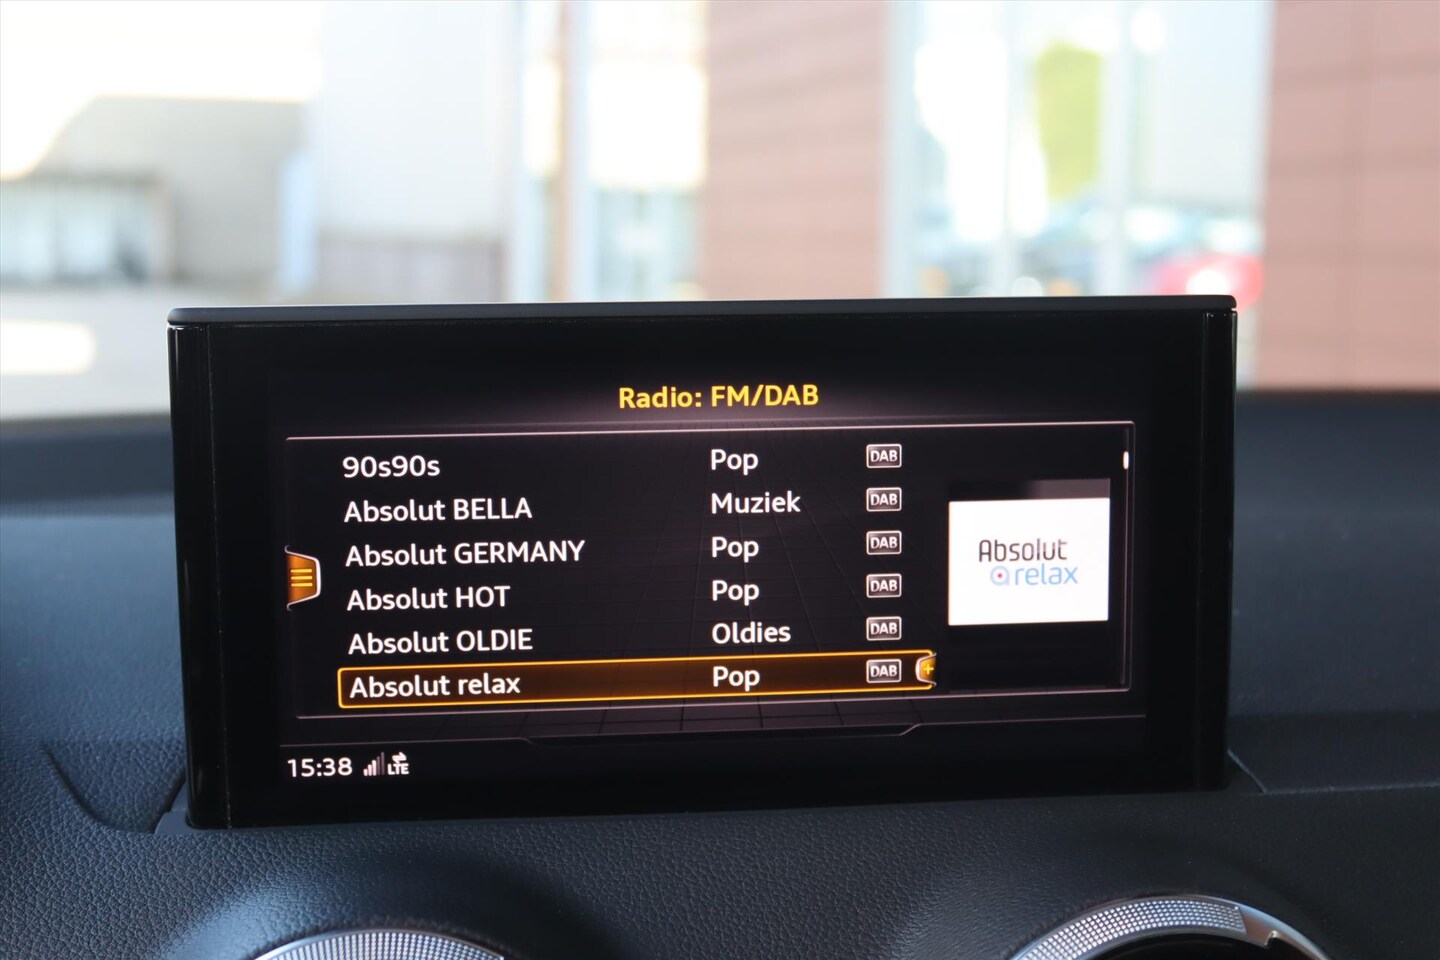 Radio: FM/DAB
90s90s Pop DAB
Absolut BELLA Muziek DAB
Absolut GERMANY Pop DAB
Absolut HOT Pop DAB
Absolut OLDIE Oldies DAB
Absolut relax Pop DAB +
Absolut
relax
15:38 LTE